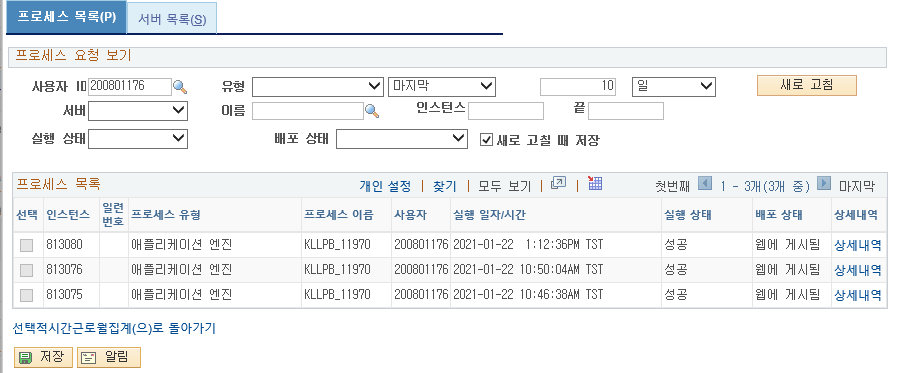 프로세스 목록(P) 서버 목록(S)
프로세스 요청 보기
사용자 ID 200801176 유형 마지막 10 일 새로 고침
서버 이름 인스턴스 끝
실행 상태 배포 상태 새로 고칠 때 저장
프로세스 목록 개인 설정 | 찾기 | 모두 보기 | | 첫번째 1 - 3개(3개 중) 마지막
선택 인스턴스 일련 번호 프로세스 유형 프로세스 이름 사용자 실행 일자/시간 실행 상태 배포 상태 상세내역
813080 애플리케이션 엔진 KLLPB_11970 200801176 2021-01-22 1:12:36PM TST 성공 웹에 게시됨 상세내역
813076 애플리케이션 엔진 KLLPB_11970 200801176 2021-01-22 10:50:04AM TST 성공 웹에 게시됨 상세내역
813075 애플리케이션 엔진 KLLPB_11970 200801176 2021-01-22 10:46:38AM TST 성공 웹에 게시됨 상세내역
선택적시간근로월집계(으)로 돌아가기
저장 알림